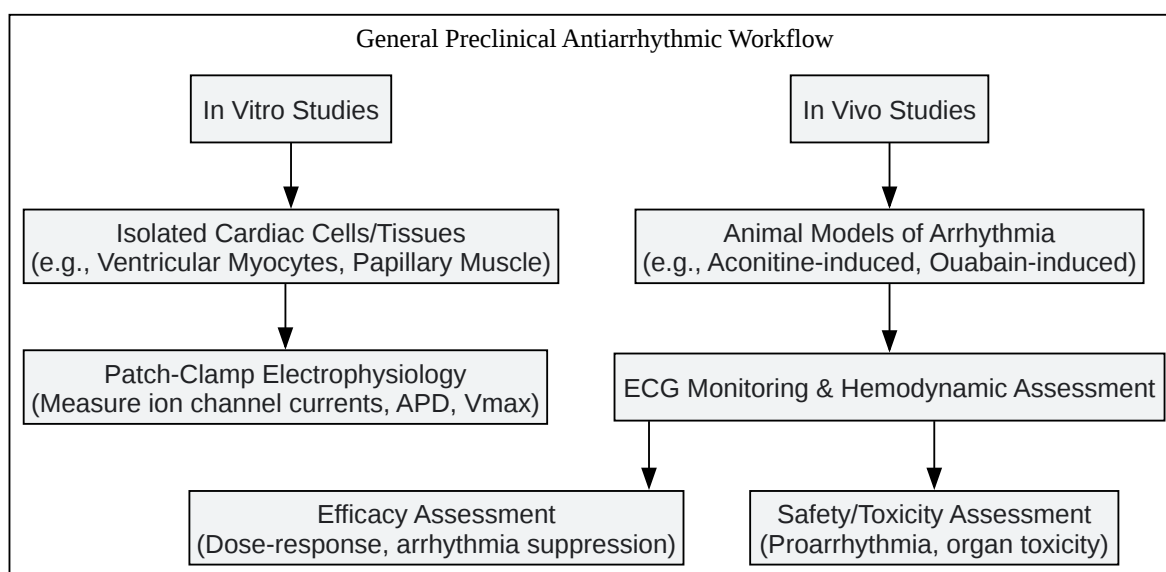 General Preclinical Antiarrhythmic Workflow
In Vitro Studies
In Vivo Studies
Isolated Cardiac Cells/Tissues
(e.g., Ventricular Myocytes, Papillary Muscle)
Animal Models of Arrhythmia
(e.g., Aconitine-induced, Ouabain-induced)
Patch-Clamp Electrophysiology
(Measure ion channel currents, APD, Vmax)
ECG Monitoring & Hemodynamic Assessment
Efficacy Assessment
(Dose-response, arrhythmia suppression)
Safety/Toxicity Assessment
(Proarrhythmia, organ toxicity)